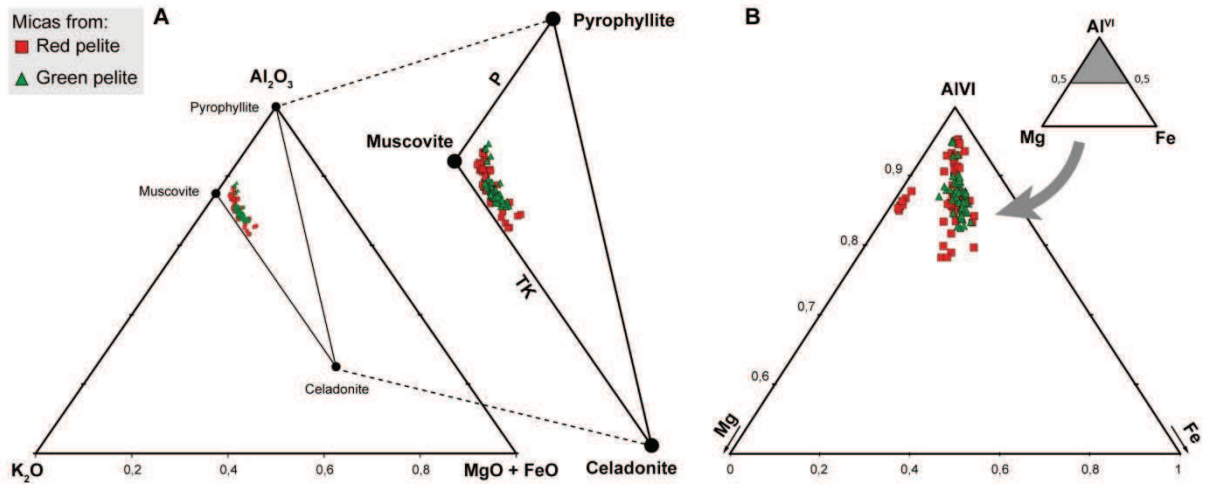 Micas from:
Red pelite
Green pelite
A
Al2O3
Pyrophyllite
Muscovite
Celadonite
K2O
0,2
0,4
0,6
0,8
MgO + FeO
Pyrophyllite
P
Muscovite
TK
Celadonite
B
AlVI
0,5
0,5
Mg
Fe
AlVI
0,9
0,8
0,7
0,6
Mg
Fe
0
0,2
0,4
0,6
0,8
1